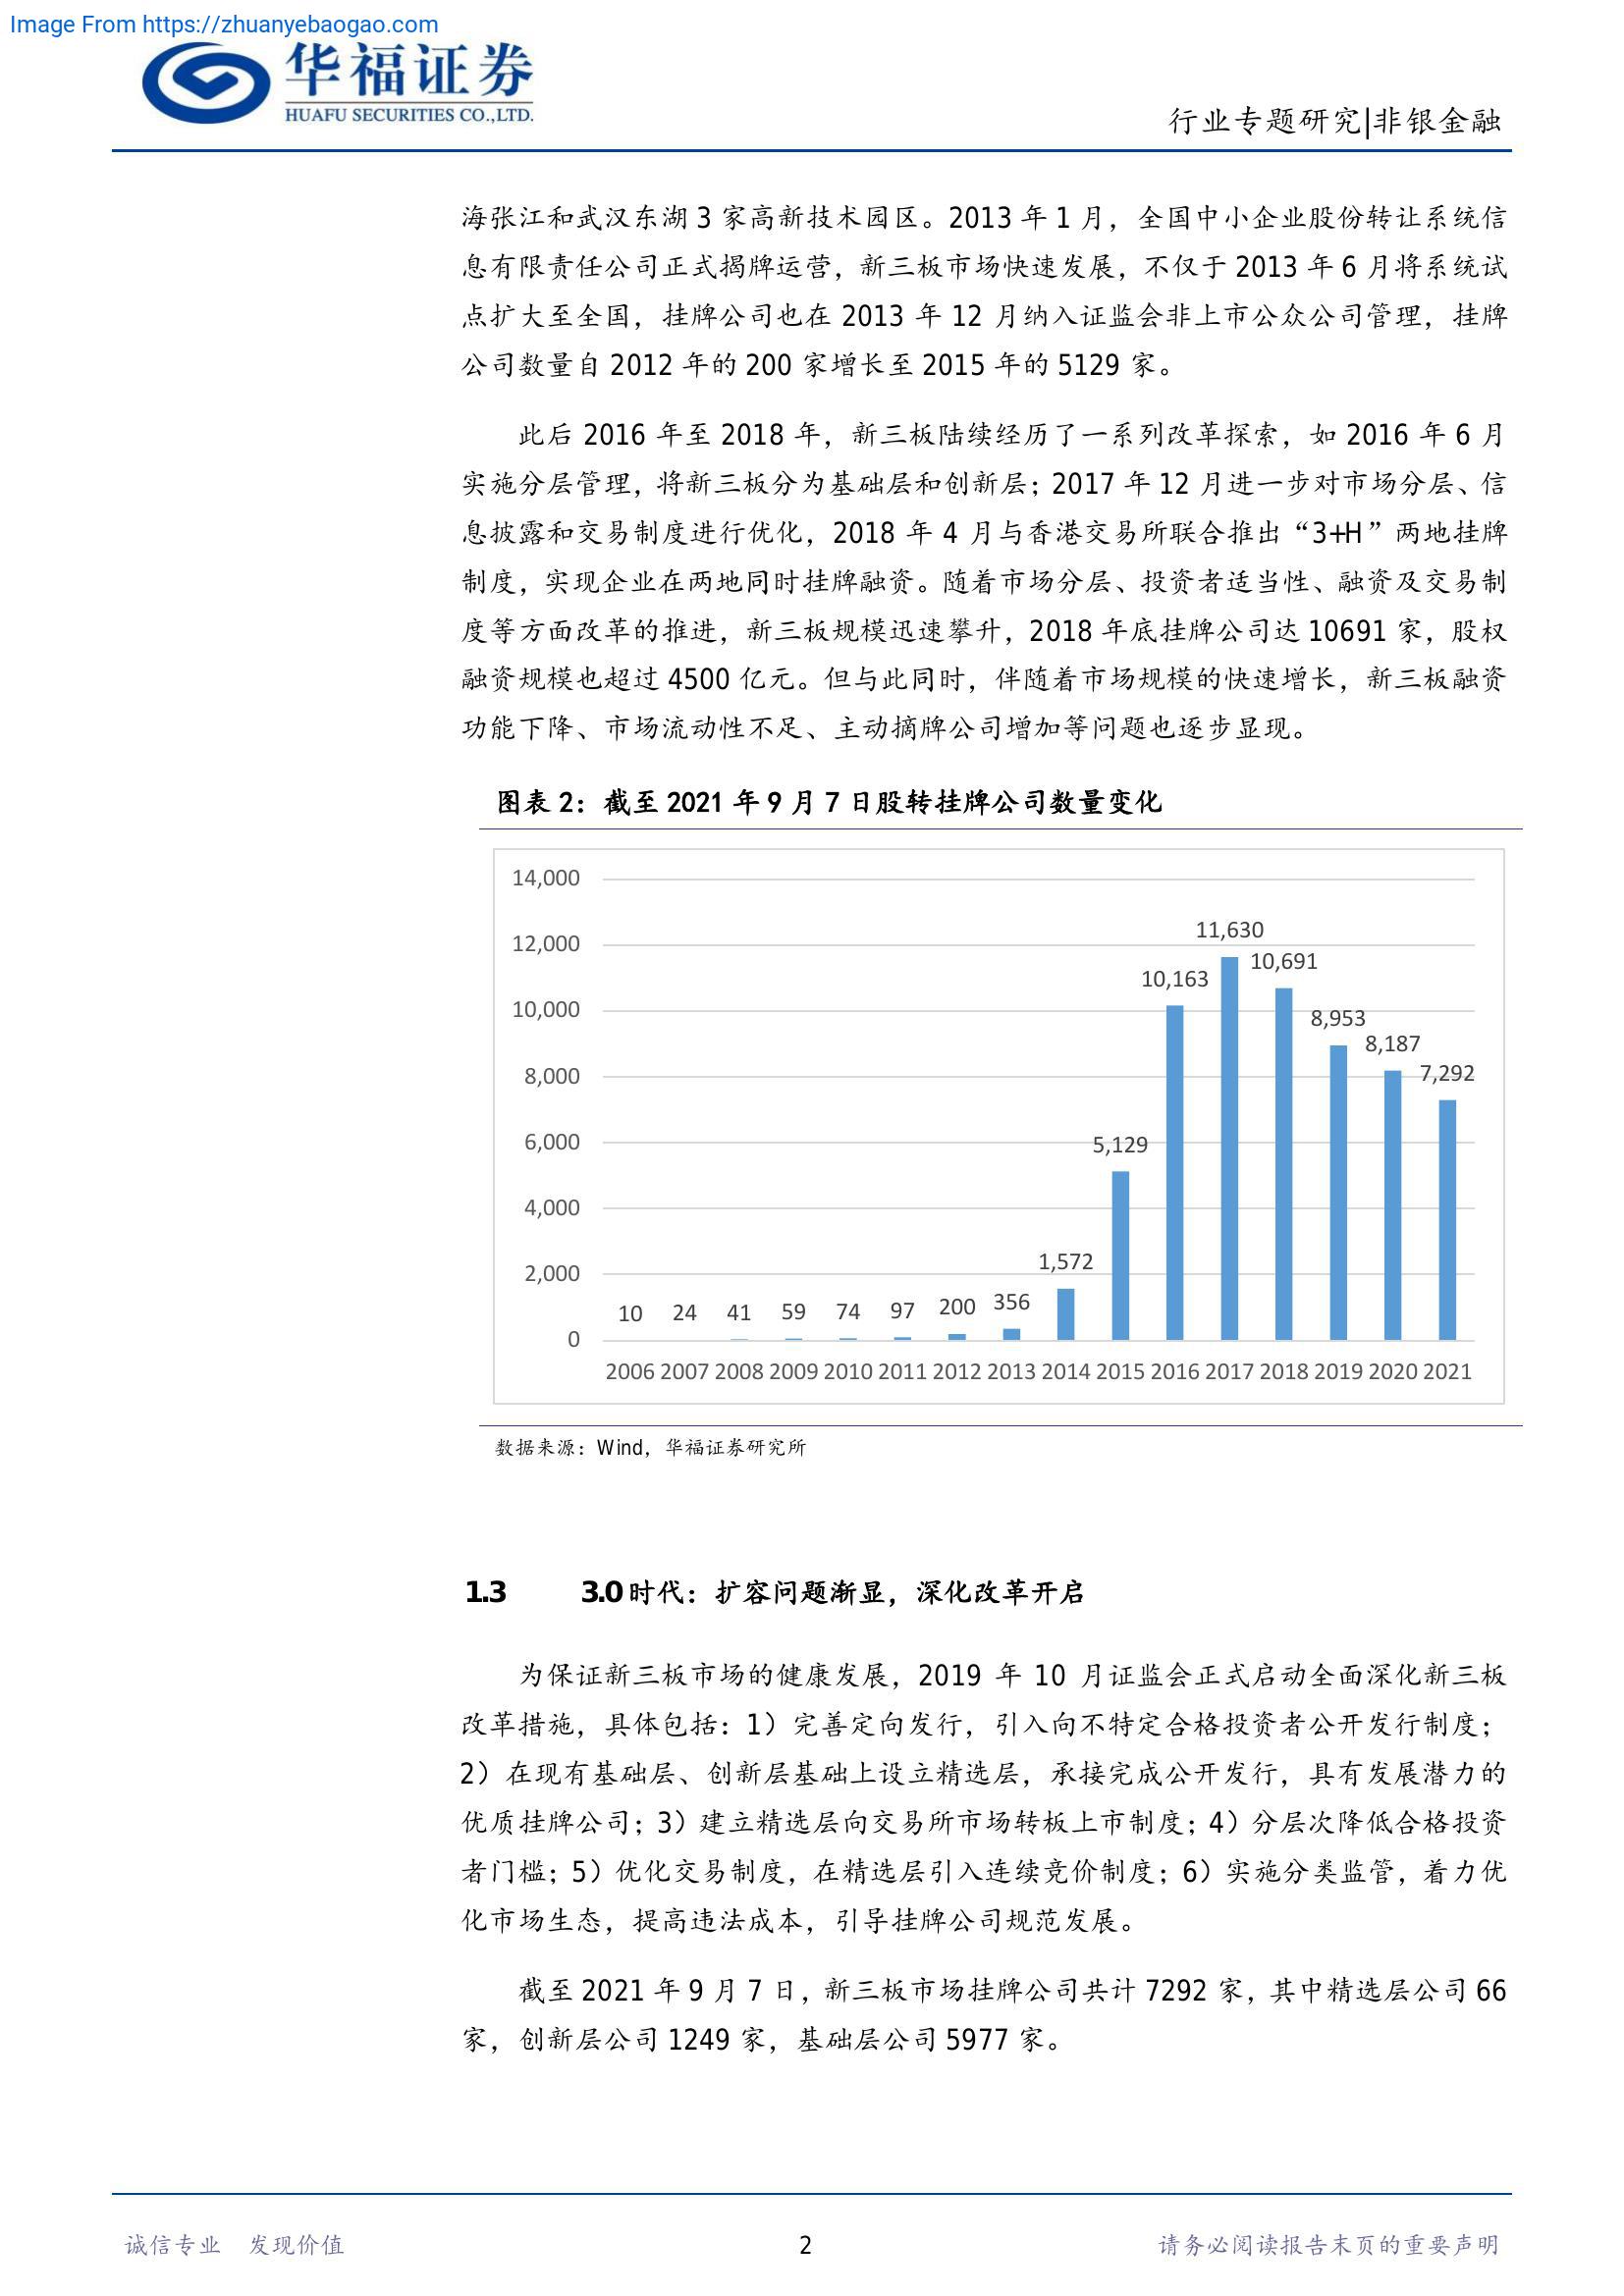 Image From https://zhuanyebaogao.com
华福证券
HUAFU SECURITIES CO.,LTD.
行业专题研究|非银金融
海张江和武汉东湖 3 家高新技术园区。2013 年 1 月，全国中小企业股份转让系统信
息有限责任公司正式揭牌运营，新三板市场快速发展，不仅于 2013 年 6 月将系统试
点扩大至全国，挂牌公司也在 2013 年 12 月纳入证监会非上市公众公司管理，挂牌
公司数量自 2012 年的 200 家增长至 2015 年的 5129 家。
此后 2016 年至 2018 年，新三板陆续经历了一系列改革探索，如 2016 年 6 月
实施分层管理，将新三板分为基础层和创新层；2017 年 12 月进一步对市场分层、信
息披露和交易制度进行优化，2018 年 4 月与香港交易所联合推出“3+H”两地挂牌
制度，实现企业在两地同时挂牌融资。随着市场分层、投资者适当性、融资及交易制
度等方面改革的推进，新三板规模迅速攀升，2018 年底挂牌公司达 10691 家，股权
融资规模也超过 4500 亿元。但与此同时，伴随着市场规模的快速增长，新三板融资
功能下降、市场流动性不足、主动摘牌公司增加等问题也逐步显现。
图表 2：截至 2021 年 9 月 7 日股转挂牌公司数量变化
14,000
12,000
10,000
8,000
6,000
4,000
2,000
0
10 24 41 59 74 97 200 356 1,572 5,129 10,163 11,630 10,691 8,953 8,187 7,292
2006 2007 2008 2009 2010 2011 2012 2013 2014 2015 2016 2017 2018 2019 2020 2021
数据来源：Wind，华福证券研究所
1.3 3.0 时代：扩容问题渐显，深化改革开启
为保证新三板市场的健康发展，2019 年 10 月证监会正式启动全面深化新三板
改革措施，具体包括：1）完善定向发行，引入向不特定合格投资者公开发行制度；
2）在现有基础层、创新层基础上设立精选层，承接完成公开发行，具有发展潜力的
优质挂牌公司；3）建立精选层向交易所市场转板上市制度；4）分层次降低合格投资
者门槛；5）优化交易制度，在精选层引入连续竞价制度；6）实施分类监管，着力优
化市场生态，提高违法成本，引导挂牌公司规范发展。
截至 2021 年 9 月 7 日，新三板市场挂牌公司共计 7292 家，其中精选层公司 66
家，创新层公司 1249 家，基础层公司 5977 家。
诚信专业 发现价值 2 请务必阅读报告末页的重要声明